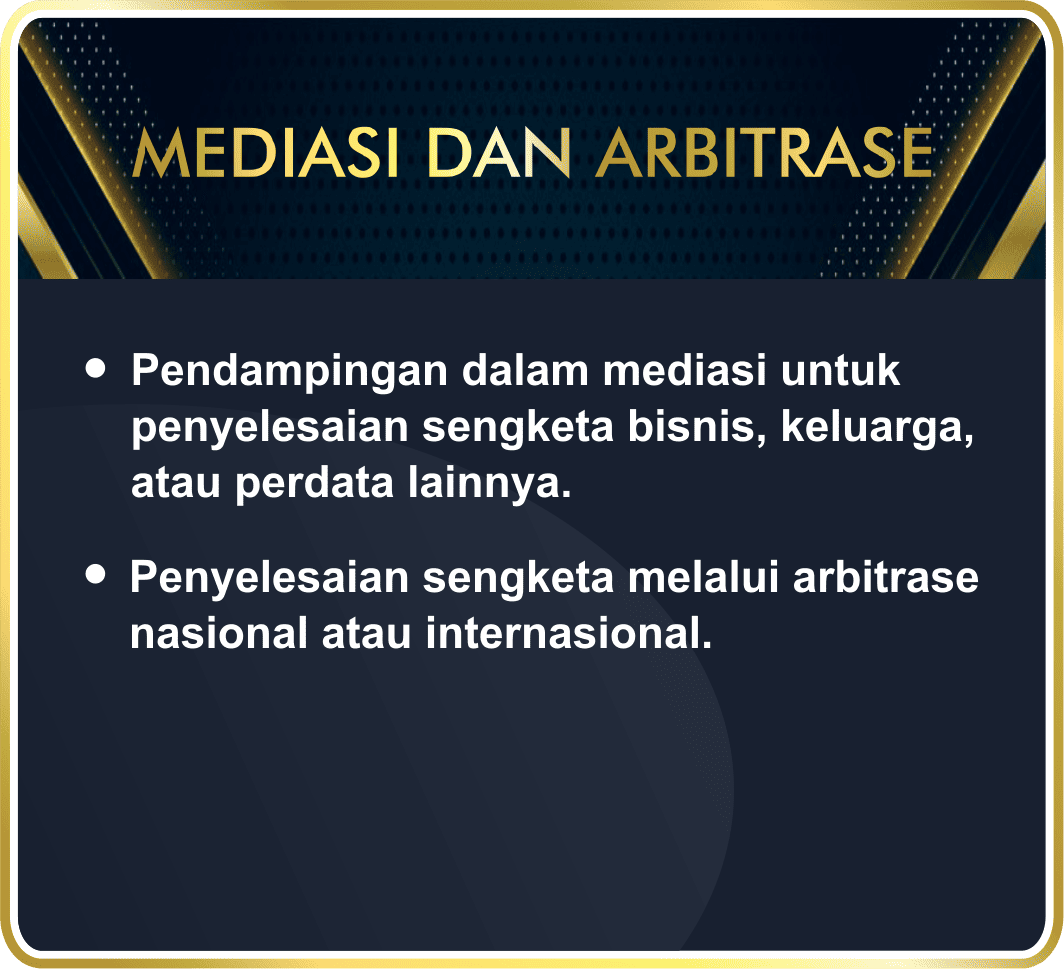 MEDIASI DAN ARBITRASE
• Pendampingan dalam mediasi untuk
penyelesaian sengketa bisnis, keluarga,
atau perdata lainnya.
• Penyelesaian sengketa melalui arbitrase
nasional atau internasional.